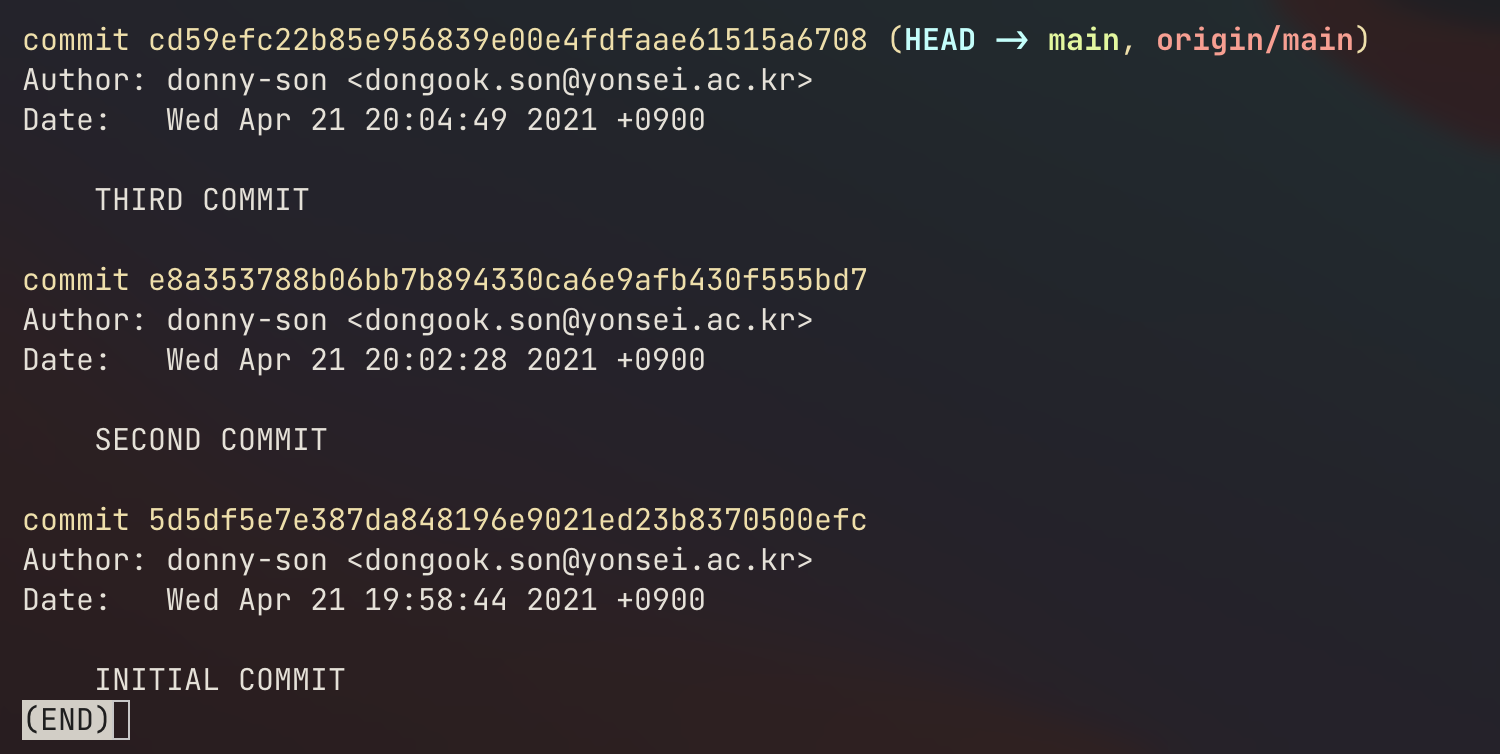 commit cd59efc22b85e956839e00e4fdfaae61515a6708 (HEAD -> main, origin/main)
Author: donny-son <dongook.son@yonsei.ac.kr>
Date:   Wed Apr 21 20:04:49 2021 +0900
    THIRD COMMIT
commit e8a353788b06bb7b894330ca6e9afb430f555bd7
Author: donny-son <dongook.son@yonsei.ac.kr>
Date:   Wed Apr 21 20:02:28 2021 +0900
    SECOND COMMIT
commit 5d5df5e7e387da848196e9021ed23b8370500efc
Author: donny-son <dongook.son@yonsei.ac.kr>
Date:   Wed Apr 21 19:58:44 2021 +0900
    INITIAL COMMIT
(END)